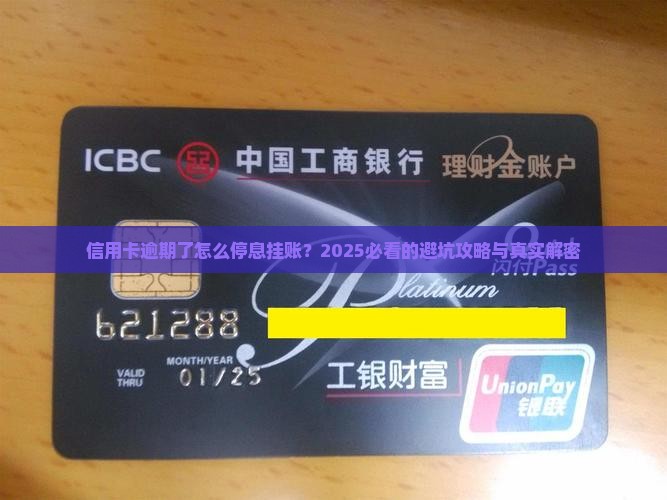 ICBC 中国工商银行 理财金账户
信用卡逾期了怎么停息挂账？2025必看的避坑攻略与真实解密
闪付Pass
Platinum
621288
MONTH/YEAR
VALID THRU 01/25
工银财富
UnionPay
银联